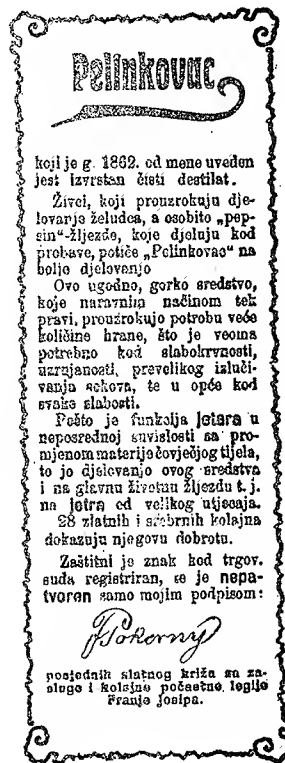 Pelinkovac
koji je g. 1862. od mene uveden
jest izvrstan čisti destilat.
Živci, koji prouzrokuju dje-
lovanje želudca, a osobito „pep-
sin“-žljezde, koje djeluju kod
probave, potiče „Pelinkovac“ na
bolje djelovanje
Ovo ugodno, gorko sredstvo,
koje naravnim načinom tek
pravi, prouzrokuje potrebu veće
količine hrane, što je veoma
potrebno kod slabokrvnosti,
uzrujanosti, prevelikog izluči-
vanja sokova, te u opće kod
svake slabosti.
Pošto je funkcija jetara u
neposrednoj suvislosti sa pro-
mjenom materije čovječjeg tijela,
to je djelovanje ovog sredstva
i na glavnu životnu žljezdu t. j.
na jetra od velikog utjecaja.
28 zlatnih i srebrnih kolajna
dokazuju njegovu dobrotu.
Zaštitni je znak kod trgov.
suda registriran, te je nepa-
tvoren samo mojim podpisom:
F Pokorny
posjednik zlatnog križa za za-
sluge i kolajne počastne legije
Franje Josipa.